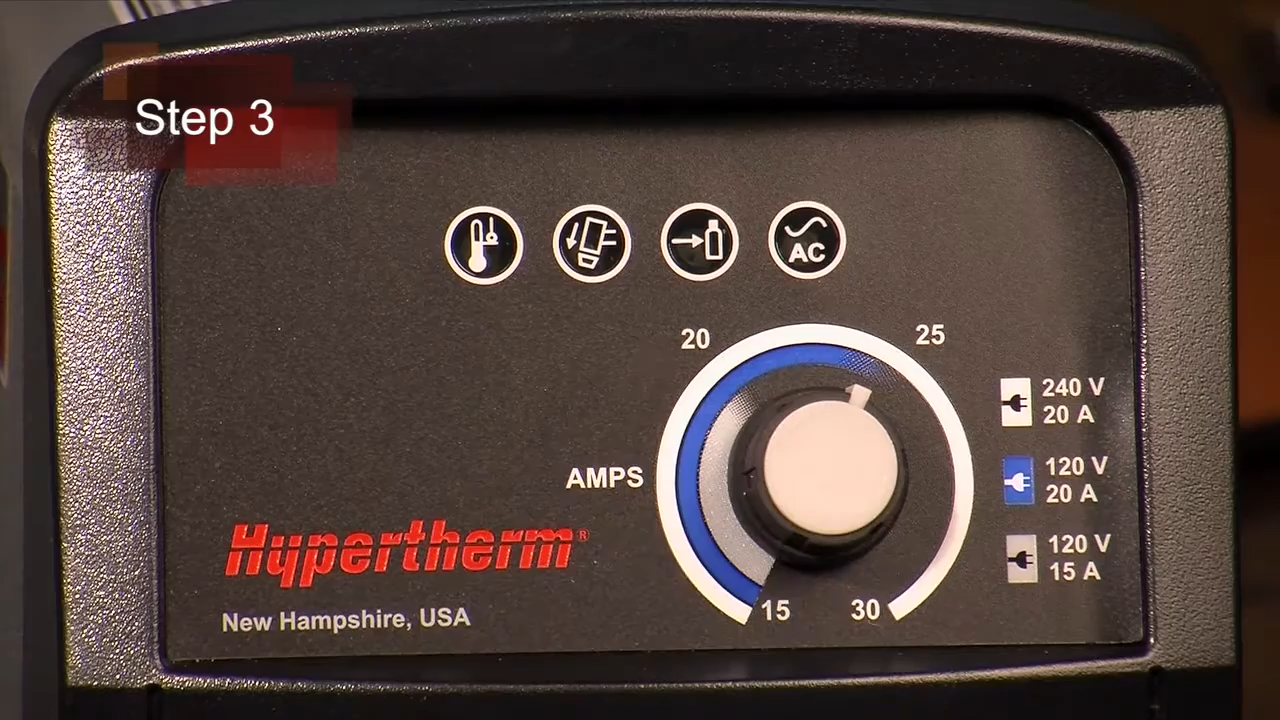 Step 3
AC
20
25
AMPS
15
30
240 V
20 A
120 V
20 A
120 V
15 A
Hypertherm®
New Hampshire, USA